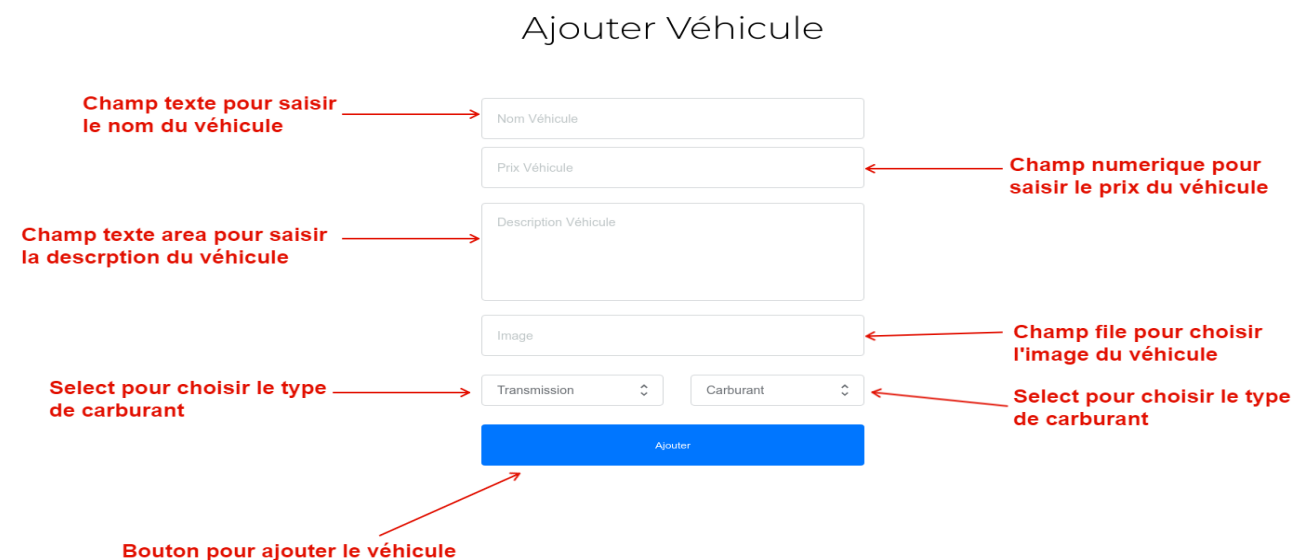 Ajouter Véhicule
Champ texte pour saisir
le nom du véhicule
Nom Véhicule
Prix Véhicule
Champ numerique pour
saisir le prix du véhicule
Champ texte area pour saisir
la descrption du véhicule
Description Véhicule
Image
Champ file pour choisir
l'image du véhicule
Select pour choisir le type
de carburant
Transmission
Carburant
Select pour choisir le type
de carburant
Ajouter
Bouton pour ajouter le véhicule